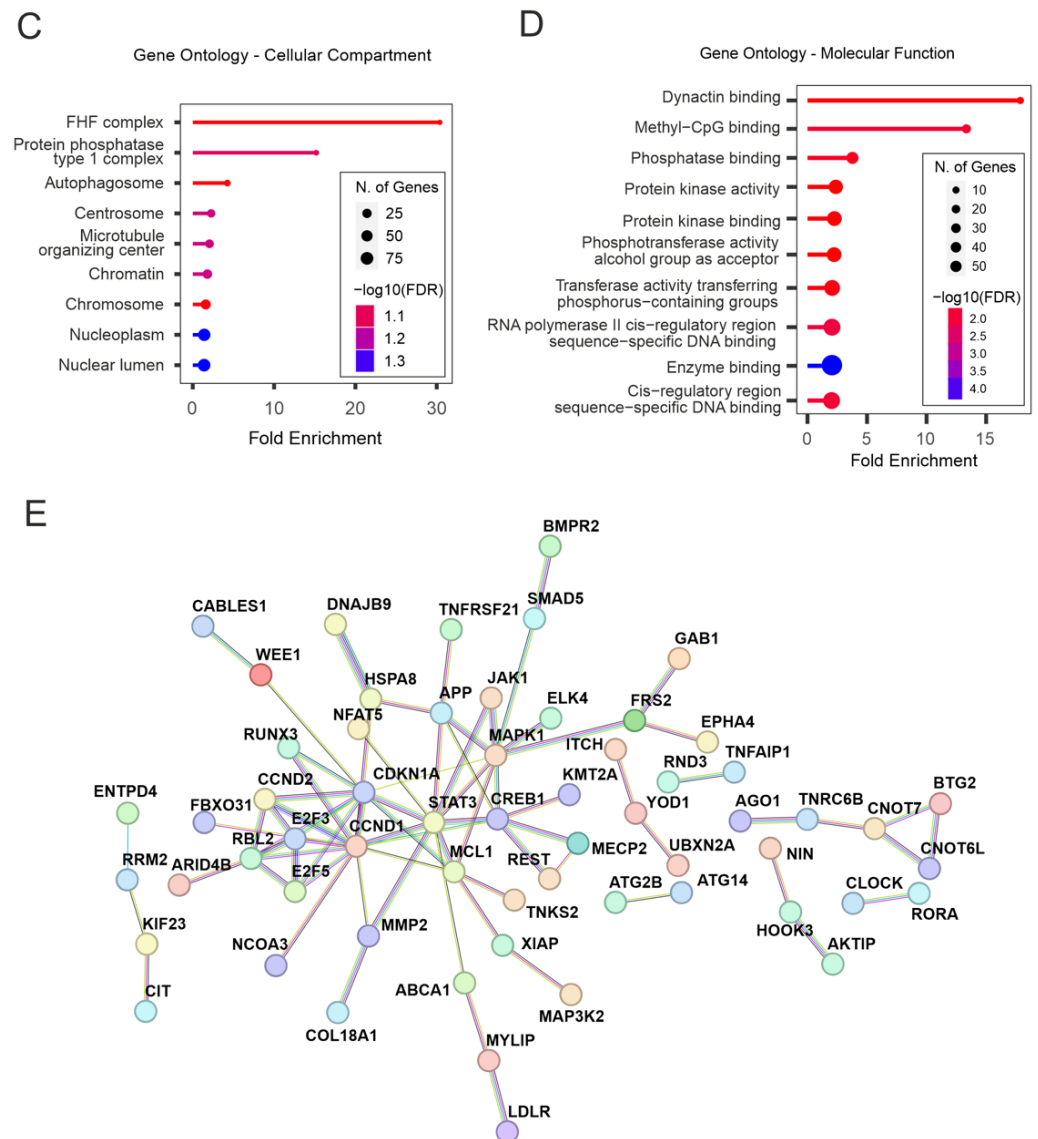 C
Gene Ontology - Cellular Compartment
FHF complex
Protein phosphatase
type 1 complex
Autophagosome
Centrosome
Microtubule
organizing center
Chromatin
Chromosome
Nucleoplasm
Nuclear lumen
N. of Genes
25
50
75
−log10(FDR)
1.1
1.2
1.3
0 10 20 30
Fold Enrichment
D
Gene Ontology - Molecular Function
Dynactin binding
Methyl−CpG binding
Phosphatase binding
Protein kinase activity
Protein kinase binding
Phosphotransferase activity
alcohol group as acceptor
Transferase activity transferring
phosphorus−containing groups
RNA polymerase II cis−regulatory region
sequence−specific DNA binding
Enzyme binding
Cis−regulatory region
sequence−specific DNA binding
N. of Genes
10
20
30
40
50
−log10(FDR)
2.0
2.5
3.0
3.5
4.0
0 5 10 15
Fold Enrichment
E
BMPR2
CABLES1
DNAJB9
TNFRSF21
SMAD5
GAB1
WEE1
HSPA8
APP
JAK1
ELK4
FRS2
NFAT5
EPHA4
RUNX3
MAPK1
ITCH
RND3
TNFAIP1
CCND2
CDKN1A
KMT2A
BTG2
ENTPD4
FBXO31
E2F3
STAT3
CREB1
YOD1
AGO1
TNRC6B
CNOT7
RBL2
CCND1
MECP2
RRM2
ARID4B
E2F5
MCL1
REST
UBXN2A
NIN
CNOT6L
ATG2B
ATG14
CLOCK
TNKS2
RORA
KIF23
NCOA3
MMP2
XIAP
HOOK3
AKTIP
CIT
ABCA1
MAP3K2
COL18A1
MYLIP
LDLR